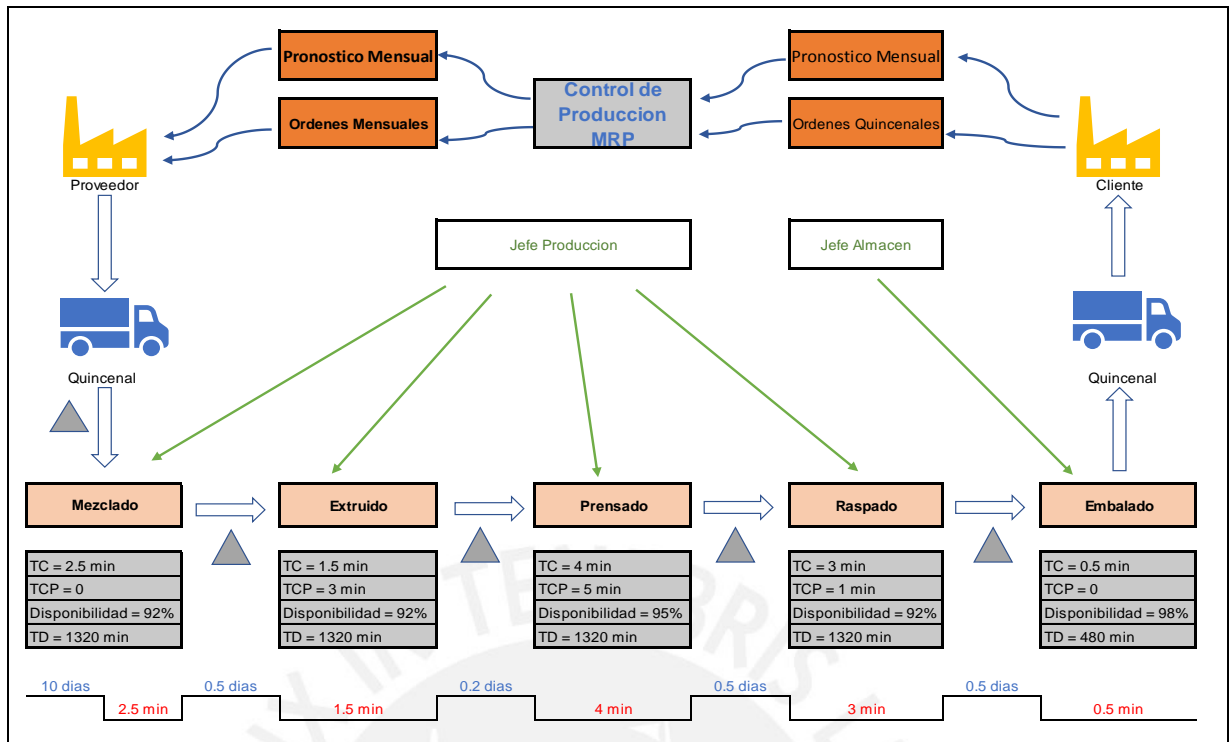 Pronostico Mensual
Pronostico Mensual
Control de
Produccion
MRP
Ordenes Mensuales
Ordenes Quincenales
Proveedor
Cliente
Jefe Produccion
Jefe Almacen
Quincenal
Quincenal
Mezclado
Extruido
Prensado
Raspado
Embalado
TC = 2.5 min
TCP = 0
Disponibilidad = 92%
TD = 1320 min
TC = 1.5 min
TCP = 3 min
Disponibilidad = 92%
TD = 1320 min
TC = 4 min
TCP = 5 min
Disponibilidad = 95%
TD = 1320 min
TC = 3 min
TCP = 1 min
Disponibilidad = 92%
TD = 1320 min
TC = 0.5 min
TCP = 0
Disponibilidad = 98%
TD = 480 min
10 dias
0.5 dias
0.2 dias
0.5 dias
0.5 dias
2.5 min
1.5 min
4 min
3 min
0.5 min